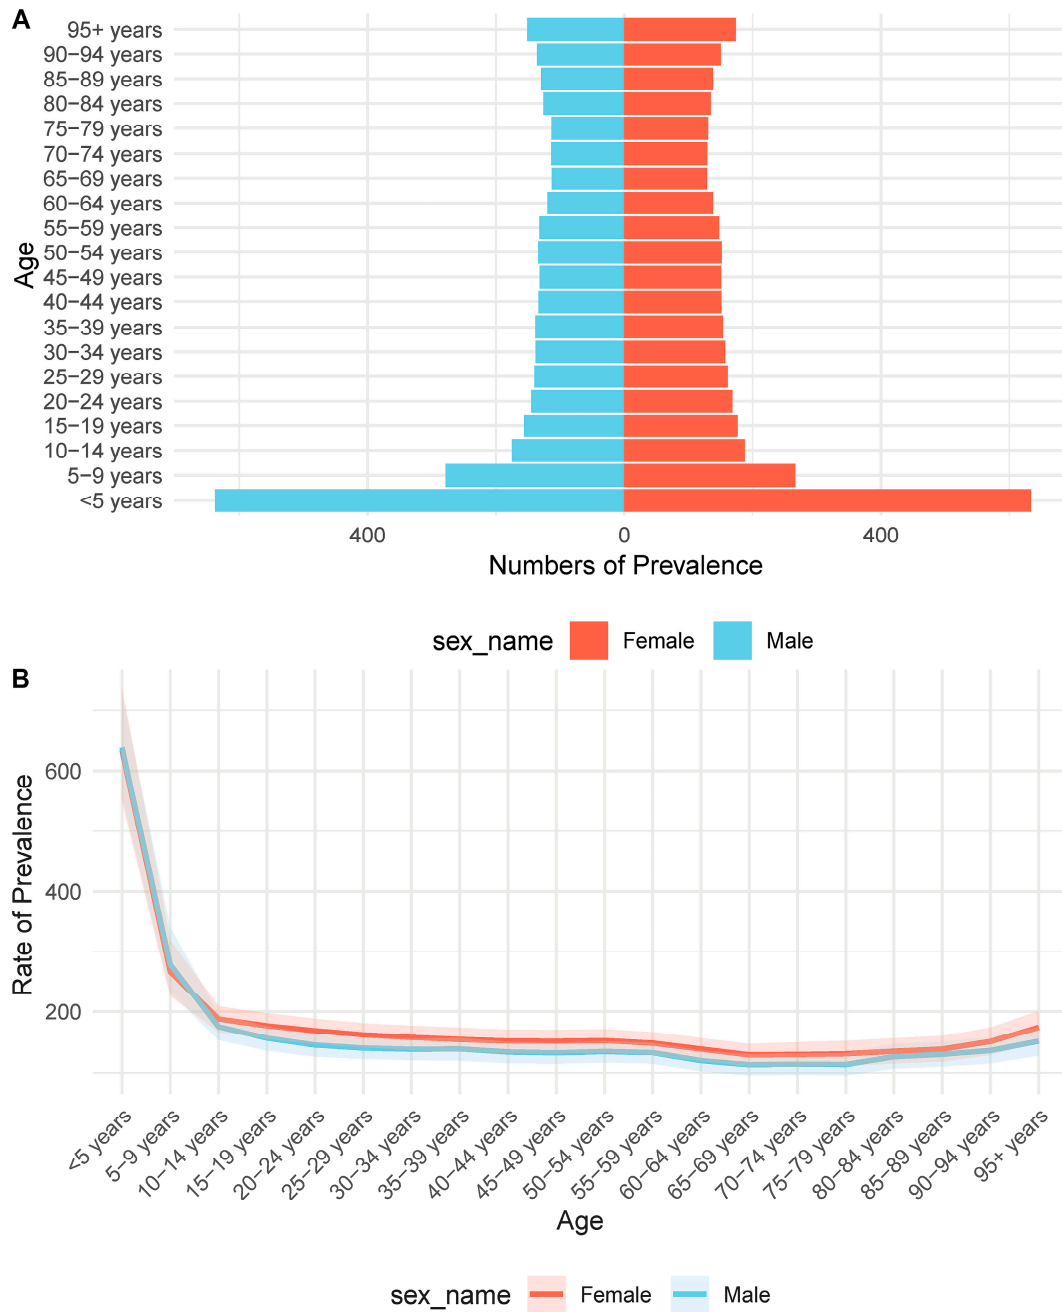 A
95+ years
90−94 years
85−89 years
80−84 years
75−79 years
70−74 years
65−69 years
60−64 years
55−59 years
50−54 years
45−49 years
40−44 years
35−39 years
30−34 years
25−29 years
20−24 years
15−19 years
10−14 years
5−9 years
<5 years
Age
400 0 400
Numbers of Prevalence
sex_name Female Male
B
600
400
200
Rate of Prevalence
<5 years
5−9 years
10−14 years
15−19 years
20−24 years
25−29 years
30−34 years
35−39 years
40−44 years
45−49 years
50−54 years
55−59 years
60−64 years
65−69 years
70−74 years
75−79 years
80−84 years
85−89 years
90−94 years
95+ years
Age
sex_name Female Male